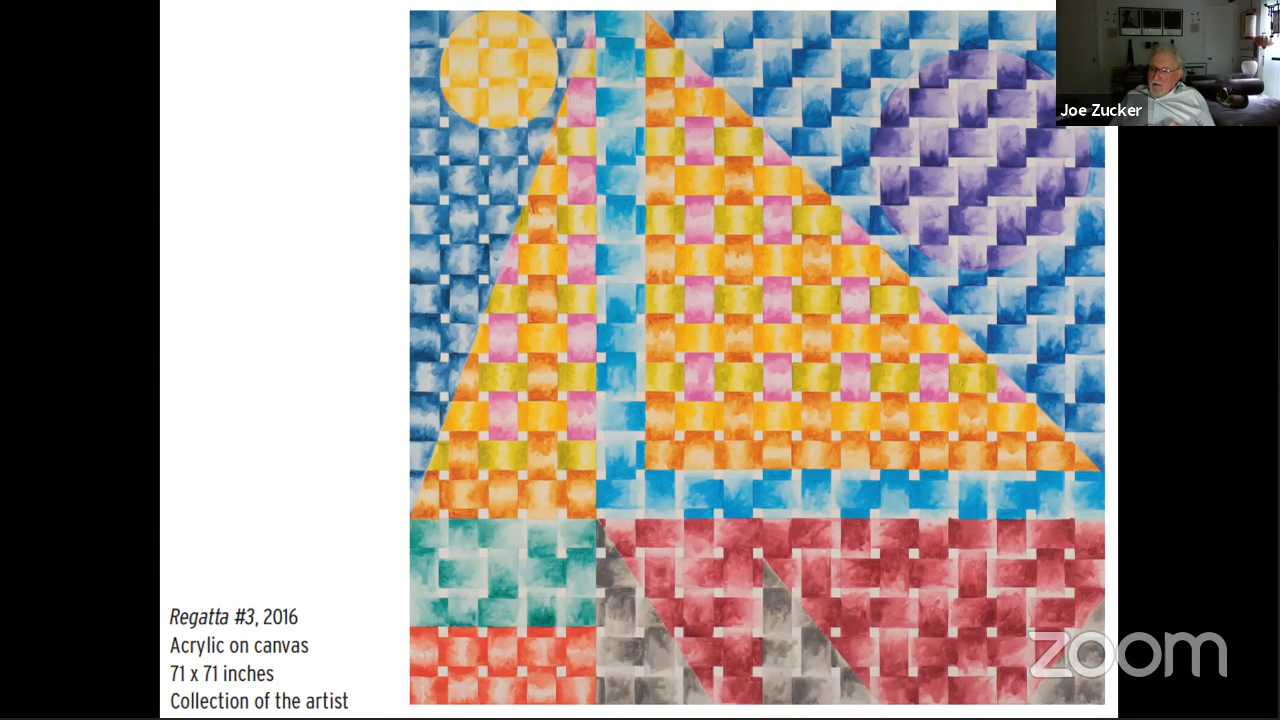 Joe Zucker
Regatta #3, 2016
Acrylic on canvas
71 x 71 inches
Collection of the artist
zoom